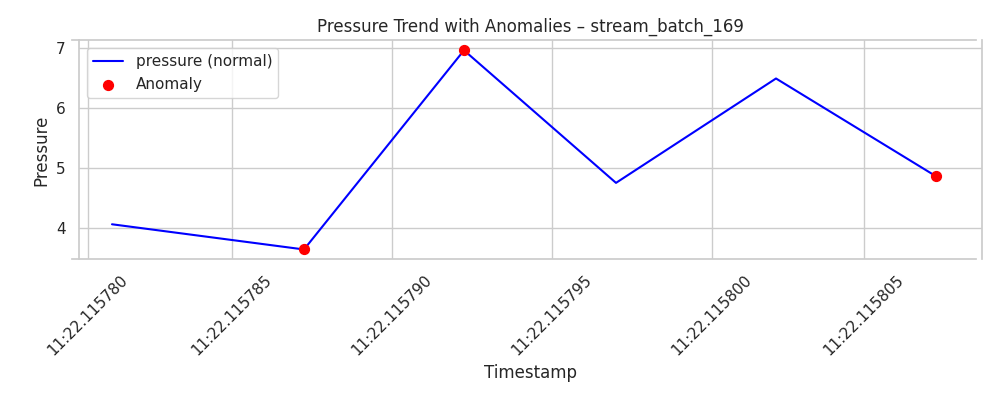 Pressure Trend with Anomalies – stream_batch_169
pressure (normal)
Anomaly
Pressure
7
6
5
4
11:22.115780
11:22.115785
11:22.115790
11:22.115795
11:22.115800
11:22.115805
Timestamp